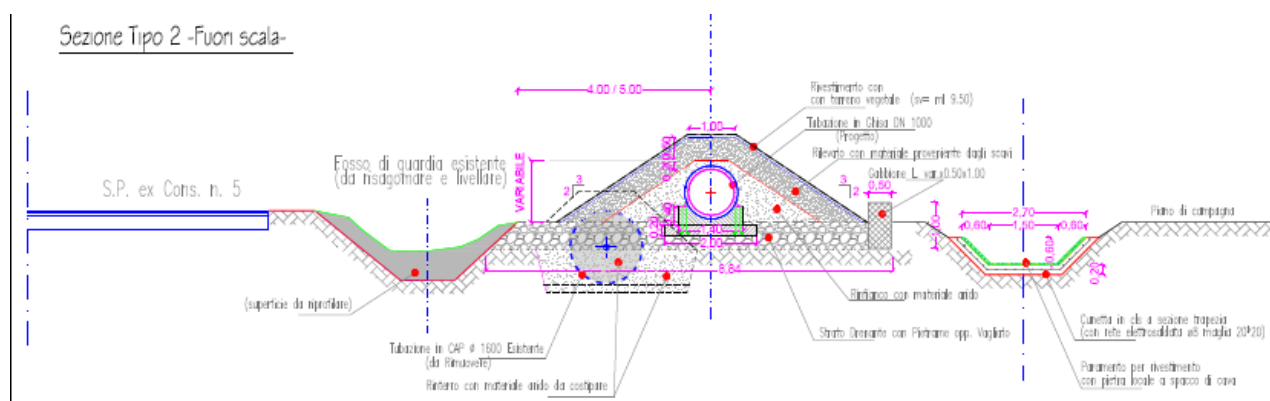 Sezione Tipo 2 -Fuori scala-
4.00 / 5.00
Rivestimento con
con terreno vegetale (sv= ml 9.50)
1.00
Tubazione in Ghisa DN 1000
(Progetto)
Rilevato con materiale proveniente dagli scavi
Gabbione L var.x0.50x1.00
Fosso di guardia esistente
(da risagomare e livellare)
VARIABILE
3
2
3
2
0,50
S.P. ex Cons. n. 5
2,70
0,60
1,50
0,60
Piano di campagna
0,60
0,20
1,40
2,00
8,84
(superficie da riprofilare)
Rinfianco con materiale arido
Cunetta in cls a sezione trapezia
(con rete elettrosaldata ø8 maglia 20*20)
Strato Drenante con Pietrame opp. Vagliato
Tubazione in CAP ø 1600 Esistente
(da Rimuovere)
Rinterro con materiale arido da costipare
Paramento per rivestimento
con pietra locale a spacco di cava